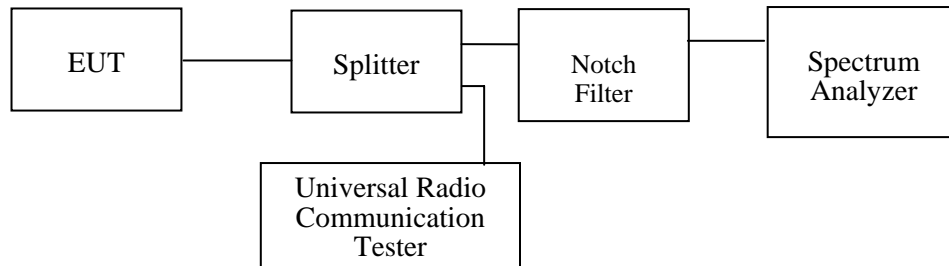 EUT
Splitter
Notch
Filter
Spectrum
Analyzer
Universal Radio
Communication
Tester